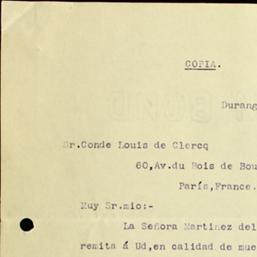 COPIA.
Durang
Sr.Conde Louis de Clercq
60,Av.du Bois de Bou
París,France.
Muy Sr.mio:-
La Señora Martinez del
remita á Ud,en calidad de mue